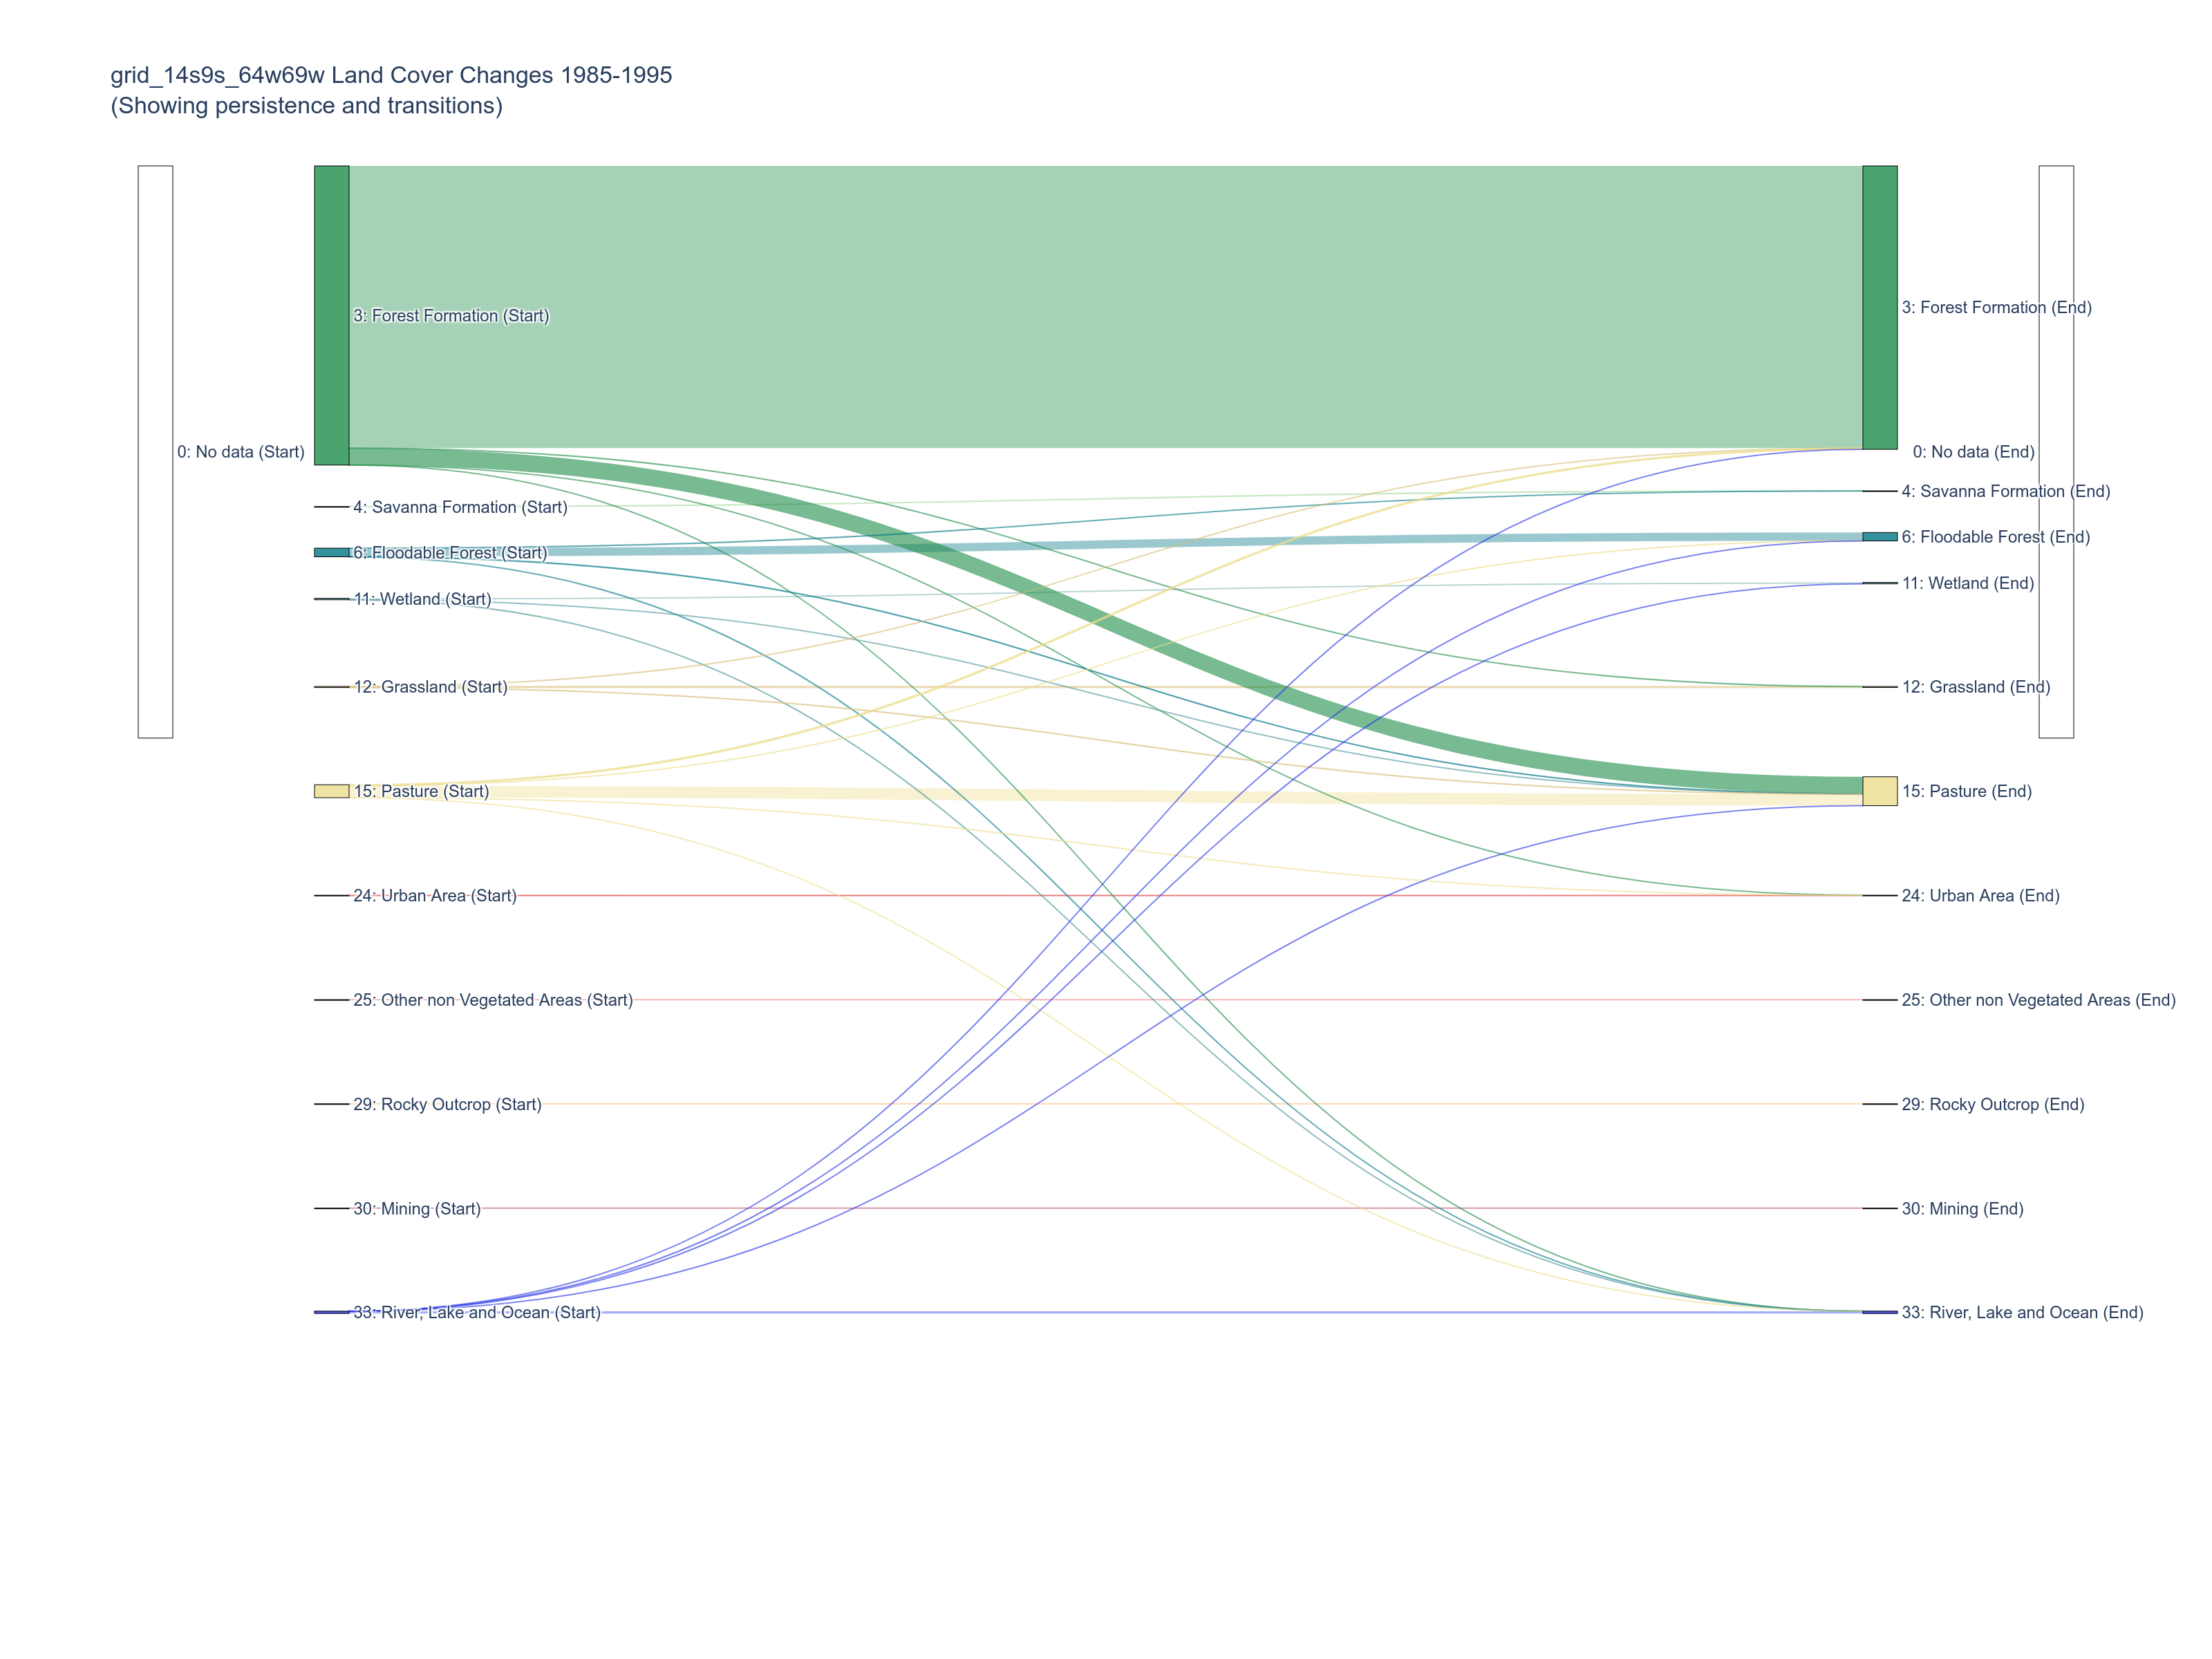 grid_14s9s_64w69w Land Cover Changes 1985-1995
(Showing persistence and transitions)
3: Forest Formation (Start)
3: Forest Formation (End)
0: No data (Start)
0: No data (End)
4: Savanna Formation (Start)
4: Savanna Formation (End)
6: Floodable Forest (Start)
6: Floodable Forest (End)
11: Wetland (Start)
11: Wetland (End)
12: Grassland (Start)
12: Grassland (End)
15: Pasture (Start)
15: Pasture (End)
24: Urban Area (Start)
24: Urban Area (End)
25: Other non Vegetated Areas (Start)
25: Other non Vegetated Areas (End)
29: Rocky Outcrop (Start)
29: Rocky Outcrop (End)
30: Mining (Start)
30: Mining (End)
33: River, Lake and Ocean (Start)
33: River, Lake and Ocean (End)